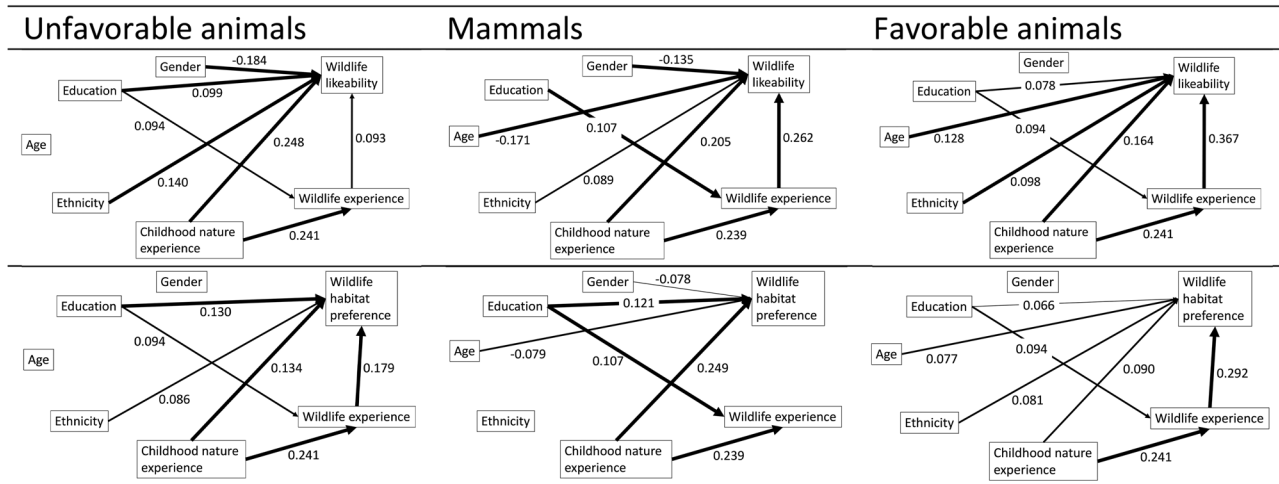 Unfavorable animals
Mammals
Favorable animals
Gender
-0.184
Wildlife
likeability
Education
0.099
0.094
Age
0.248
0.093
0.140
Ethnicity
Wildlife experience
Childhood nature
experience
0.241
Gender
-0.135
Wildlife
likeability
Education
Age
-0.171
0.107
0.205
0.262
0.089
Ethnicity
Wildlife experience
Childhood nature
experience
0.239
Gender
Wildlife
likeability
Education
0.078
Age
0.128
0.094
0.164
0.367
0.098
Ethnicity
Wildlife experience
Childhood nature
experience
0.241
Gender
Wildlife
habitat
preference
Education
0.130
0.094
Age
0.134
0.179
0.086
Ethnicity
Wildlife experience
Childhood nature
experience
0.241
Gender
-0.078
Wildlife
habitat
preference
Education
0.121
Age
-0.079
0.107
0.249
Ethnicity
Wildlife experience
Childhood nature
experience
0.239
Gender
Wildlife
habitat
preference
Education
0.066
Age
0.077
0.094
0.090
0.292
0.081
Ethnicity
Wildlife experience
Childhood nature
experience
0.241